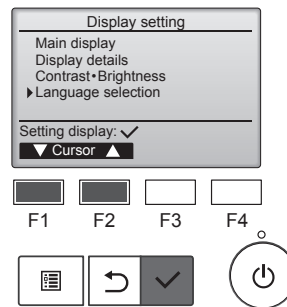 Display setting
Main display
Display details
Contrast•Brightness
▶Language selection
Setting display: ✓
▼ Cursor ▲
F1 F2 F3 F4